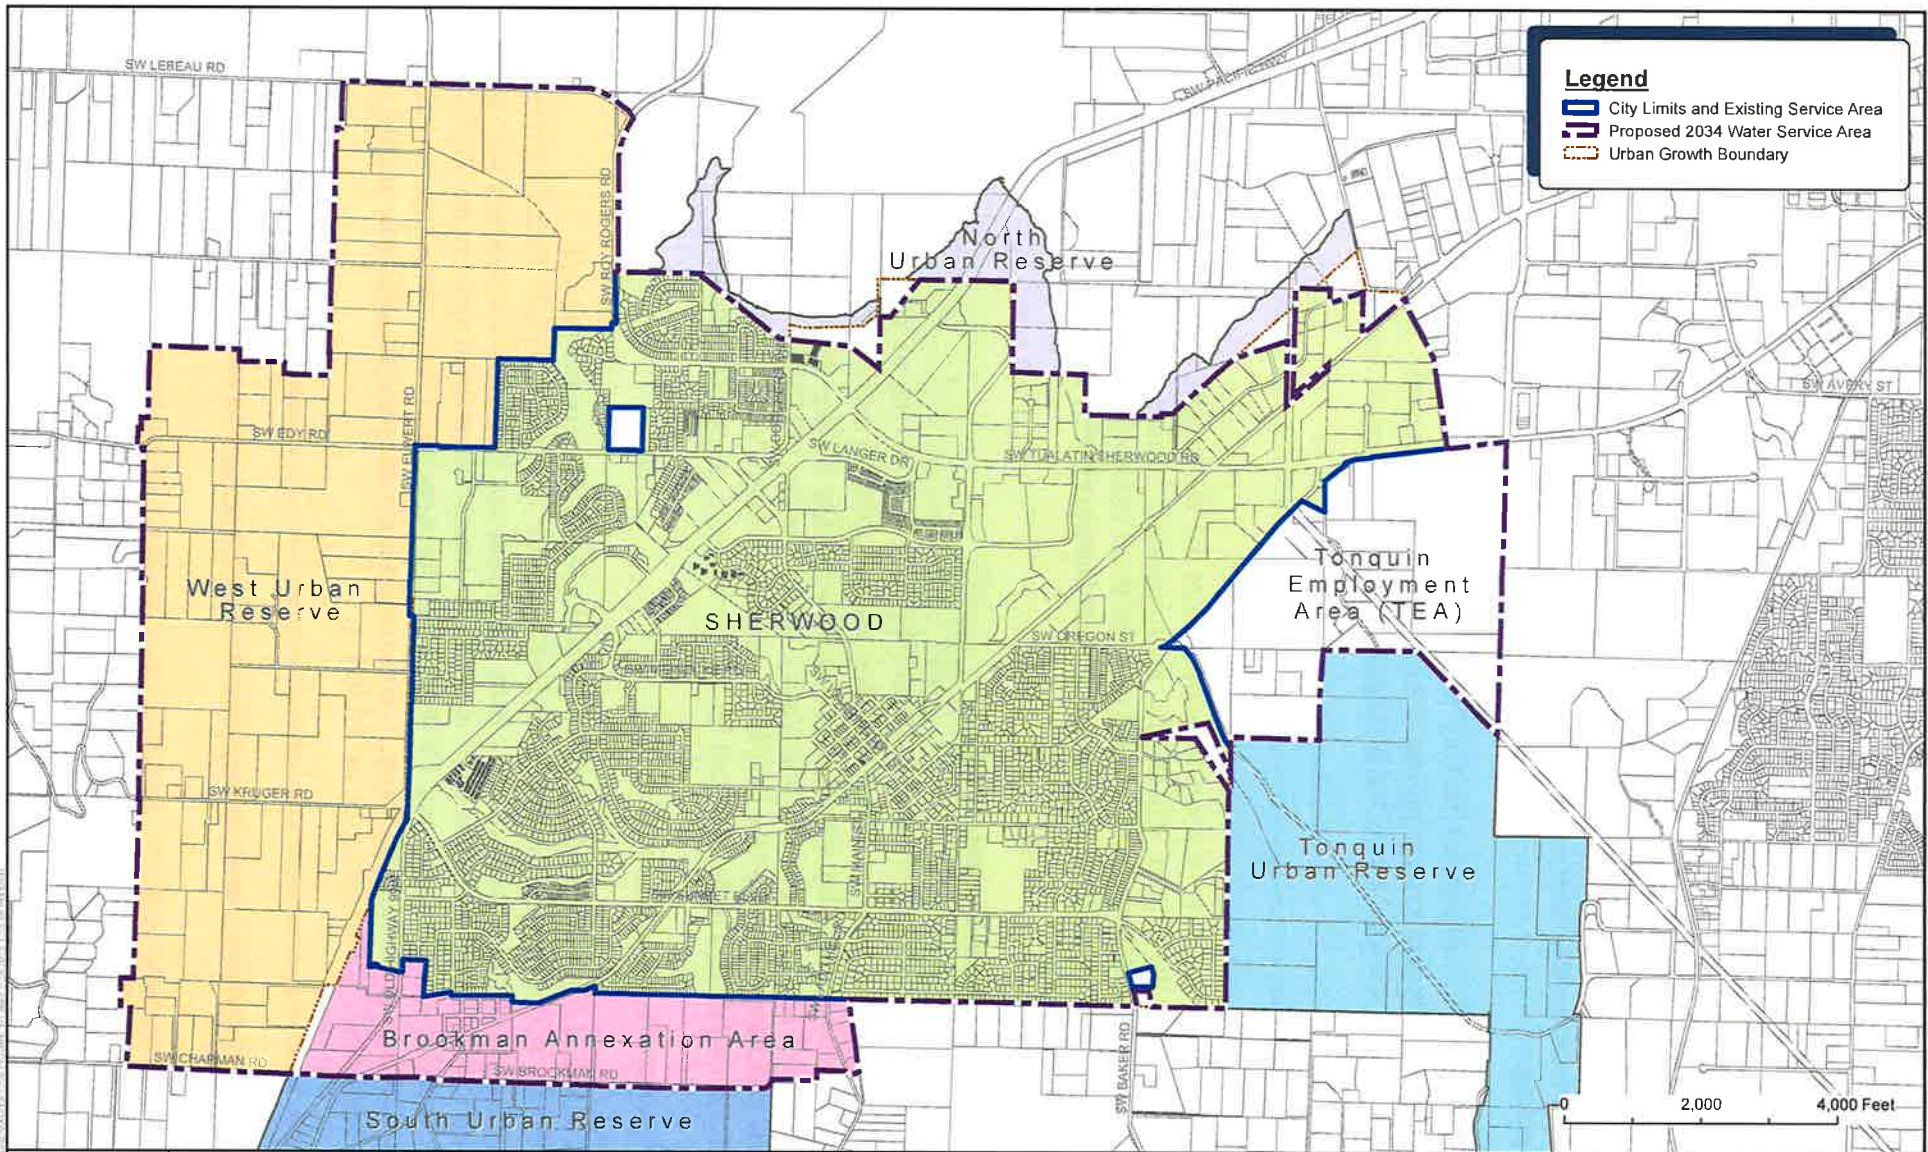 SW LEBEAU RD
SW PACIFIC HWY
Legend
City Limits and Existing Service Area
Proposed 2034 Water Service Area
Urban Growth Boundary
SW ROY ROGERS RD
North
Urban Reserve
SW AVERY ST
SW ELWERT RD
SW EDY RD
SW LANGER DR
SW TUALATIN SHERWOOD RD
Tonquin
Employment
Area (TEA)
West Urban
Reserve
SHERWOOD
SW OREGON ST
SW KRUGER RD
SW MAIN ST
Tonquin
Urban Reserve
Brookman Annexation Area
SW CHAPMAN RD
SW BROOKMAN RD
SW BAKER RD
South Urban Reserve
0
2,000
4,000 Feet